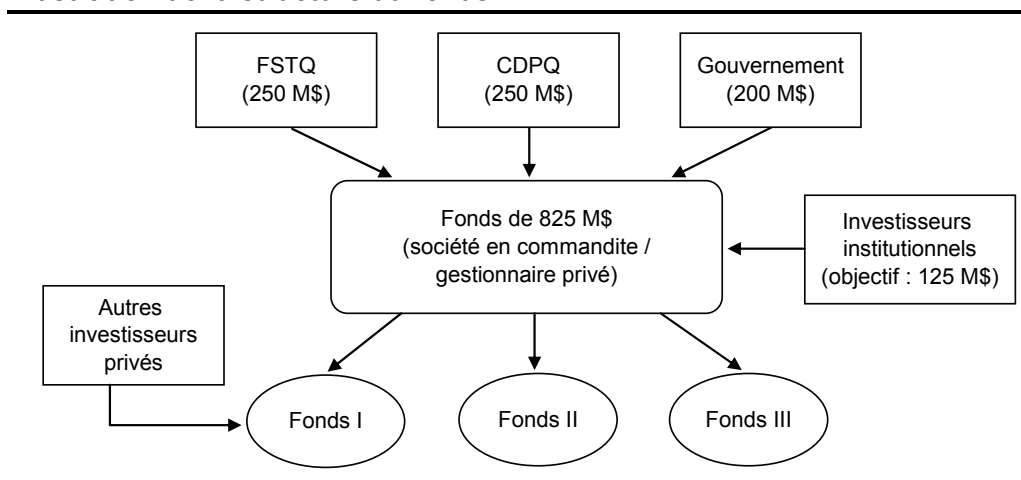 FSTQ
(250 M$)
CDPQ
(250 M$)
Gouvernement
(200 M$)
Fonds de 825 M$
(société en commandite /
gestionnaire privé)
Investisseurs
institutionnels
(objectif : 125 M$)
Autres
investisseurs
privés
Fonds I
Fonds II
Fonds III